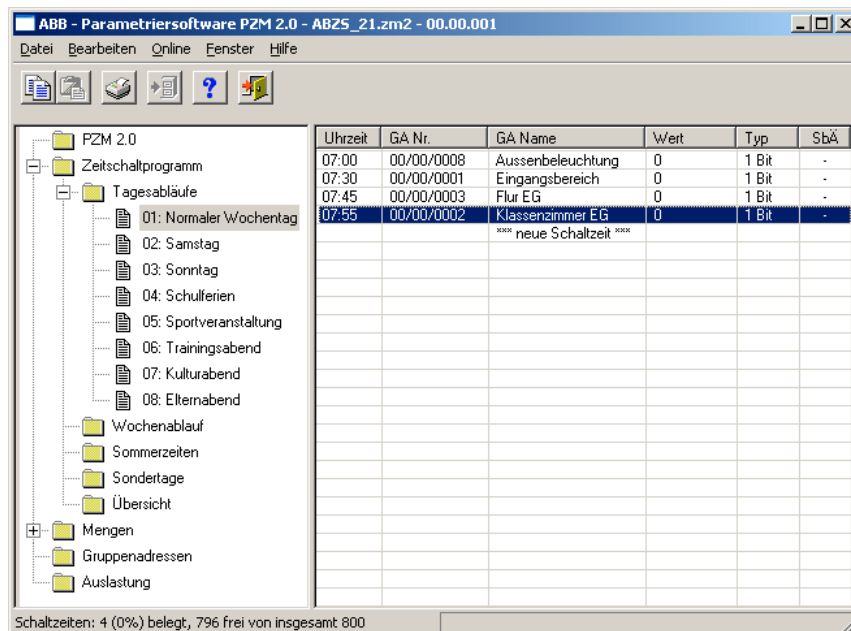 ABB - Parametriersoftware PZM 2.0 - ABZS_21.zm2 - 00.00.001
Datei Bearbeiten Online Fenster Hilfe
PZM 2.0
Zeitschaltprogramm
Tagesabläufe
01: Normaler Wochentag
02: Samstag
03: Sonntag
04: Schulferien
05: Sportveranstaltung
06: Trainingsabend
07: Kulturabend
08: Elternabend
Wochenablauf
Sommerzeiten
Sondertage
Übersicht
Mengen
Gruppenadressen
Auslastung
Uhrzeit GA Nr. GA Name Wert Typ SbÄ
07:00 00/00/0008 Aussenbeleuchtung 0 1 Bit -
07:30 00/00/0001 Eingangsbereich 0 1 Bit -
07:45 00/00/0003 Flur EG 0 1 Bit -
07:55 00/00/0002 Klassenzimmer EG 0 1 Bit -
*** neue Schaltzeit ***
Schaltzeiten: 4 (0%) belegt, 796 frei von insgesamt 800